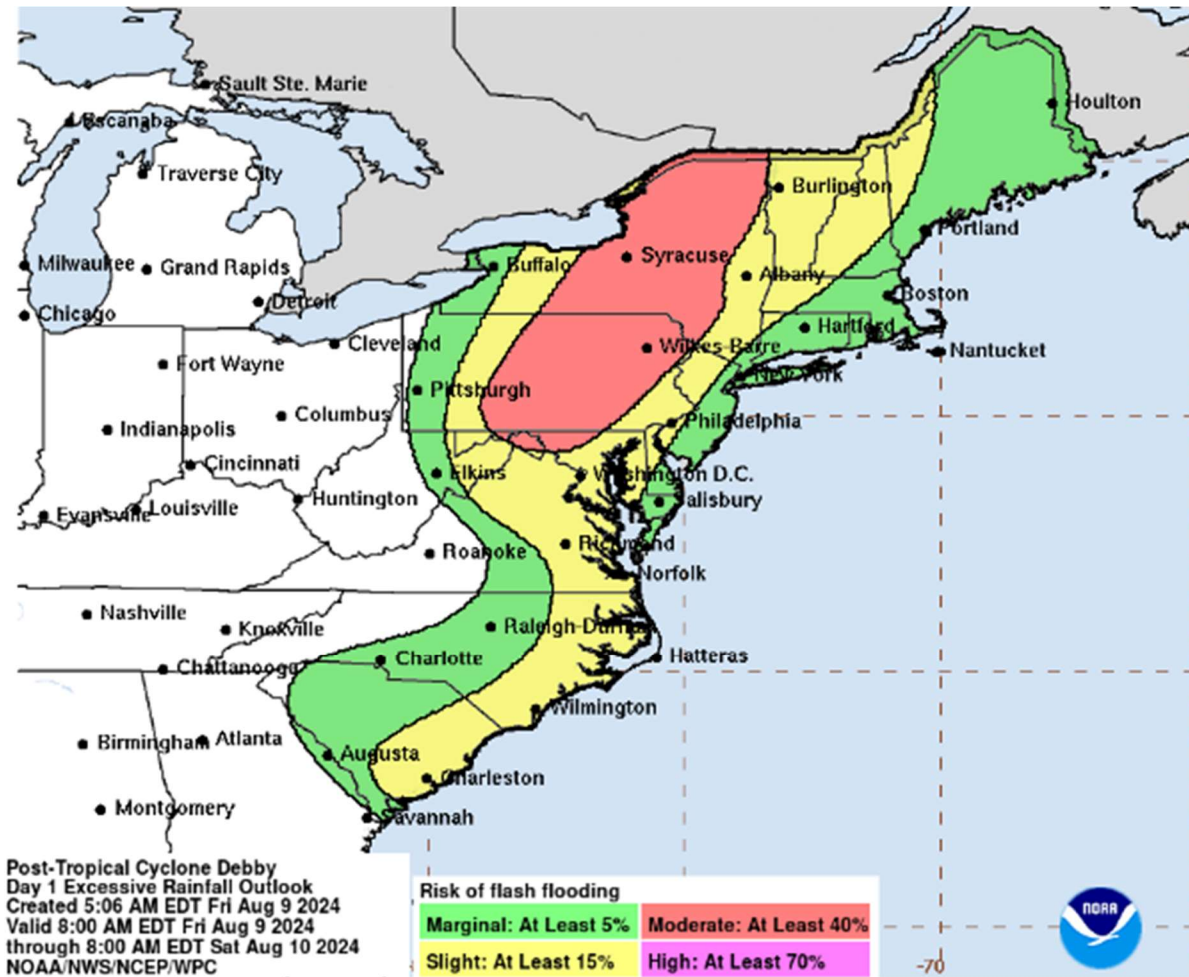 Sault Ste. Marie
Escanaba
Traverse City
Houlton
Burlington
Portland
Milwaukee
Grand Rapids
Buffalo
Syracuse
Albany
Detroit
Boston
Chicago
Hartford
Cleveland
Wilkes-Barre
Nantucket
Fort Wayne
New York
Pittsburgh
Columbus
Philadelphia
Indianapolis
Cincinnati
Elkins
Washington D.C.
Huntington
Salisbury
Evansville
Louisville
Roanoke
Richmond
Norfolk
Nashville
Knoxville
Raleigh-Durham
Charlotte
Hatteras
Chattanooga
Wilmington
Birmingham
Atlanta
Augusta
Charleston
Montgomery
Savannah
Post-Tropical Cyclone Debby
Day 1 Excessive Rainfall Outlook
Created 5:06 AM EDT Fri Aug 9 2024
Valid 8:00 AM EDT Fri Aug 9 2024
through 8:00 AM EDT Sat Aug 10 2024
NOAA/NWS/NCEP/WPC
Risk of flash flooding
Marginal: At Least 5%
Moderate: At Least 40%
Slight: At Least 15%
High: At Least 70%
-70
NOAA